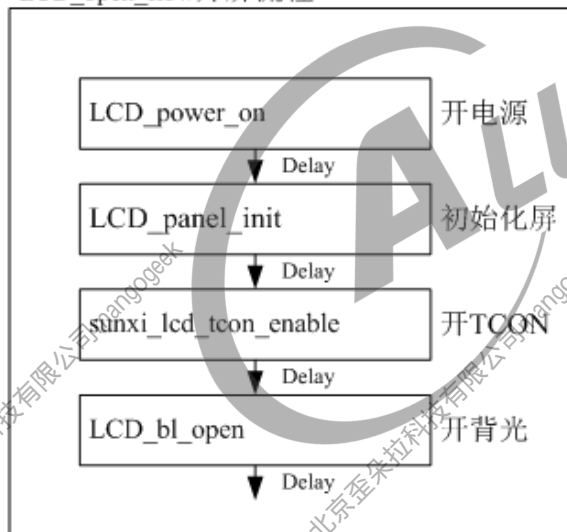 LCD_power_on 开电源
Delay
LCD_panel_init 初始化屏
Delay
sunxi_lcd_tcon_enable 开TCON
Delay
LCD_bl_open 开背光
Delay